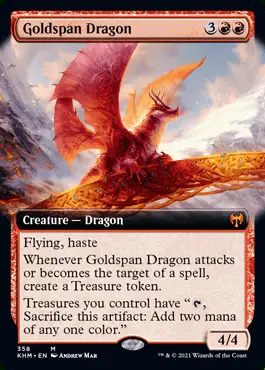 Goldspan Dragon 3
Creature — Dragon
Flying, haste
Whenever Goldspan Dragon attacks
or becomes the target of a spell,
create a Treasure token.
Treasures you control have “ ,
Sacrifice this artifact: Add two mana
of any one color.”
4/4
358 M
KHM • EN ANDREW MAR
™ & © 2021 Wizards of the Coast